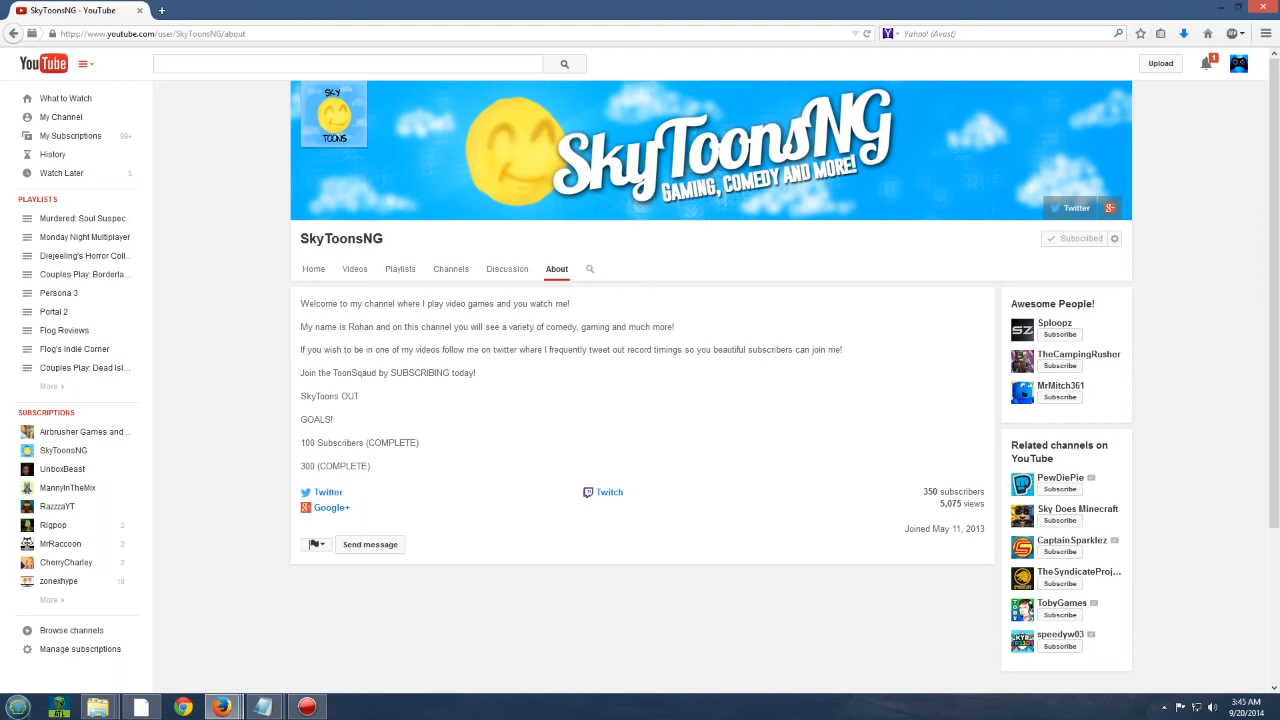 SkyToonsNG - YouTube
https://www.youtube.com/user/SkyToonsNG/about
Yahoo! (Avast)
YouTube
Upload
1
What to Watch
My Channel
My Subscriptions 99+
History
Watch Later 5
PLAYLISTS
Murdered: Soul Suspec...
Monday Night Multiplayer
Diejeeling's Horror Coll...
Couples Play: Borderla...
Persona 3
Portal 2
Flog Reviews
Flog's Indie Corner
Couples Play: Dead Isl...
More ›
SUBSCRIPTIONS
Airbrusher Games and ...
SkyToonsNG
UnboxBeast
MannyInTheMix
RazzzaYT
Rigpop 2
MrRaccoon 2
CherryCharley 2
zonexhype 10
More ›
Browse channels
Manage subscriptions
SKY
TOONS
SkyToonsNG
GAMING, COMEDY AND MORE!
Twitter
SkyToonsNG
Subscribed
Home Videos Playlists Channels Discussion About
Welcome to my channel where I play video games and you watch me!
My name is Rohan and on this channel you will see a variety of comedy, gaming and much more!
If you wish to be in one of my videos follow me on twitter where I frequently tweet out record timings so you beautiful subscribers can join me!
Join the ToonSqaud by SUBSCRIBING today!
SkyToons OUT
GOALS!
100 Subscribers (COMPLETE)
300 (COMPLETE)
Twitter
Google+
Twitch
350 subscribers
5,075 views
Joined May 11, 2013
Send message
Awesome People!
Sploopz
Subscribe
TheCampingRusher
Subscribe
MrMitch361
Subscribe
Related channels on
YouTube
PewDiePie
Subscribe
Sky Does Minecraft
Subscribe
CaptainSparklez
Subscribe
TheSyndicateProj...
Subscribe
TobyGames
Subscribe
speedyw03
Subscribe
3:45 AM
9/20/2014